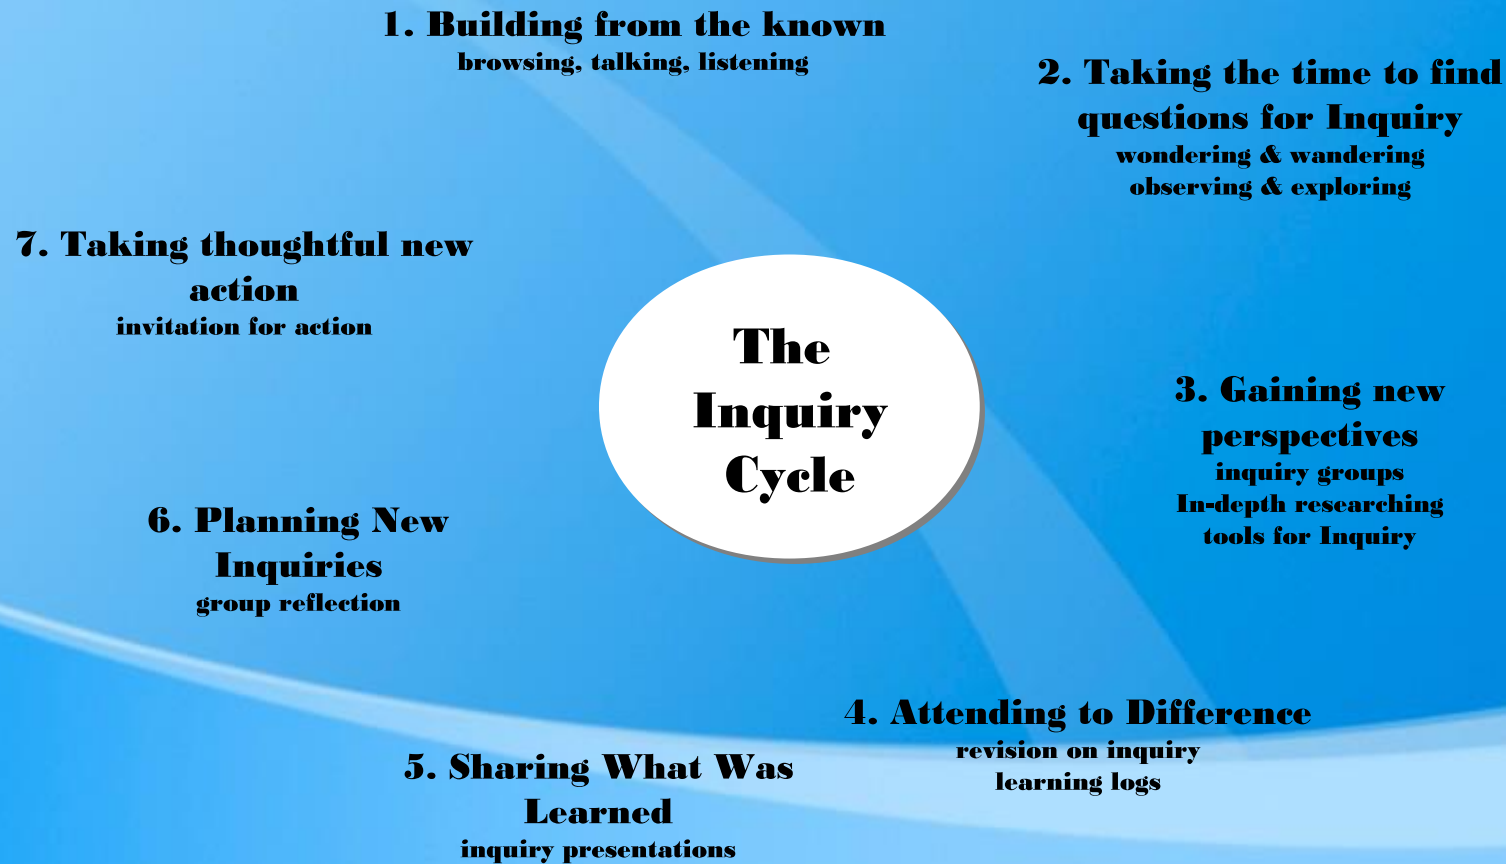 1. Building from the known
browsing, talking, listening
2. Taking the time to find
questions for Inquiry
wondering & wandering
observing & exploring
7. Taking thoughtful new
action
invitation for action
The
Inquiry
Cycle
3. Gaining new
perspectives
inquiry groups
In-depth researching
tools for Inquiry
6. Planning New
Inquiries
group reflection
4. Attending to Difference
revision on inquiry
learning logs
5. Sharing What Was
Learned
inquiry presentations